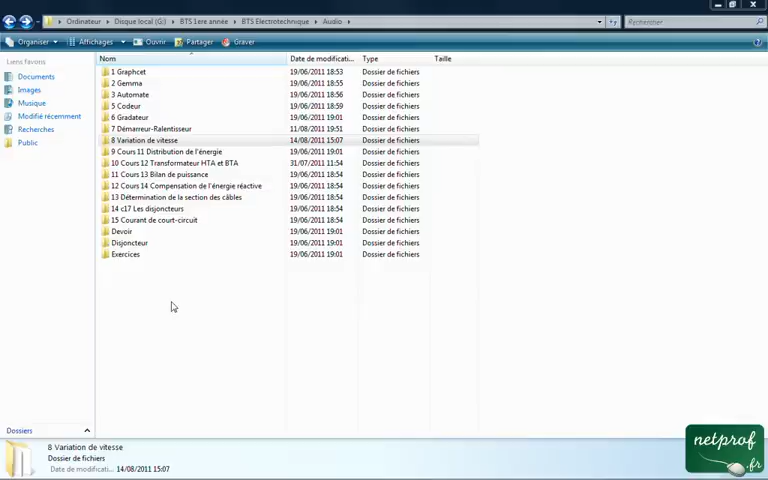 Ordinateur ▸ Disque local (G:) ▸ BTS 1ere année ▸ BTS Electrotechnique ▸ Audio ▸ Rechercher
Organiser Affichages Ouvrir Partager Graver
Liens favoris
Documents
Images
Musique
Modifié récemment
Recherches
Public
Dossiers
Nom Date de modificati... Type Taille
1 Graphcet 19/06/2011 18:53 Dossier de fichiers
2 Gemma 19/06/2011 18:55 Dossier de fichiers
3 Automate 19/06/2011 18:56 Dossier de fichiers
5 Codeur 19/06/2011 18:59 Dossier de fichiers
6 Gradateur 19/06/2011 19:01 Dossier de fichiers
7 Démarreur-Ralentisseur 11/08/2011 19:51 Dossier de fichiers
8 Variation de vitesse 14/08/2011 15:07 Dossier de fichiers
9 Cours 11 Distribution de l'énergie 19/06/2011 19:01 Dossier de fichiers
10 Cours 12 Transformateur HTA et BTA 31/07/2011 11:54 Dossier de fichiers
11 Cours 13 Bilan de puissance 19/06/2011 18:54 Dossier de fichiers
12 Cours 14 Compensation de l'énergie réactive 19/06/2011 18:54 Dossier de fichiers
13 Détermination de la section des câbles 19/06/2011 18:54 Dossier de fichiers
14 c17 Les disjoncteurs 19/06/2011 18:54 Dossier de fichiers
15 Courant de court-circuit 19/06/2011 18:54 Dossier de fichiers
Devoir 19/06/2011 19:01 Dossier de fichiers
Disjoncteur 19/06/2011 19:01 Dossier de fichiers
Exercices 19/06/2011 19:01 Dossier de fichiers
8 Variation de vitesse
Dossier de fichiers
Date de modificati... 14/08/2011 15:07
netprof
.fr